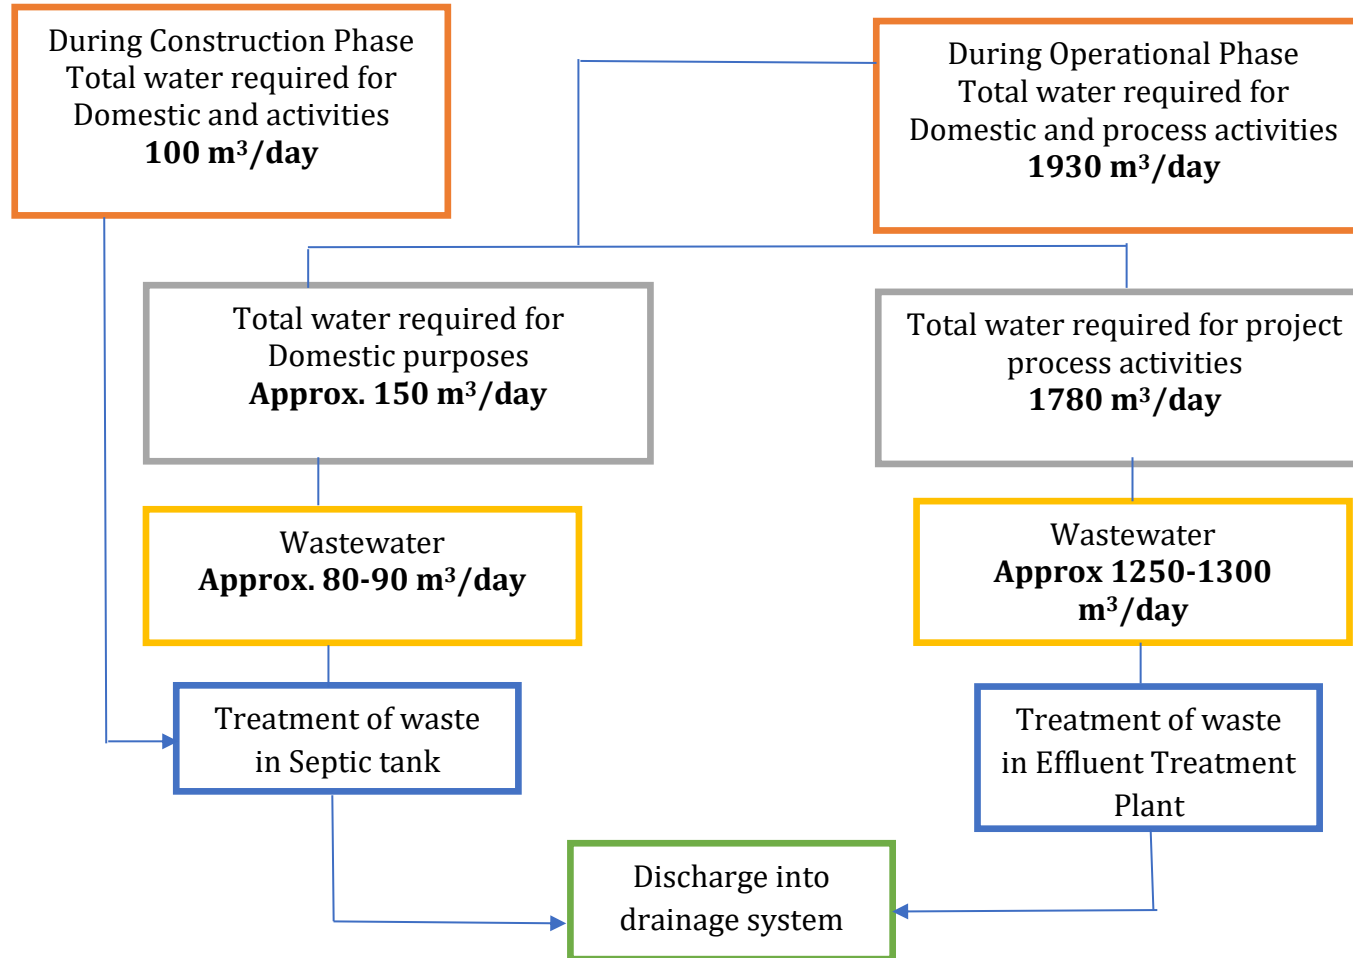 During Construction Phase
Total water required for
Domestic and activities
100 m³/day
During Operational Phase
Total water required for
Domestic and process activities
1930 m³/day
Total water required for
Domestic purposes
Approx. 150 m³/day
Total water required for project
process activities
1780 m³/day
Wastewater
Approx. 80-90 m³/day
Wastewater
Approx 1250-1300
m³/day
Treatment of waste
in Septic tank
Treatment of waste
in Effluent Treatment
Plant
Discharge into
drainage system